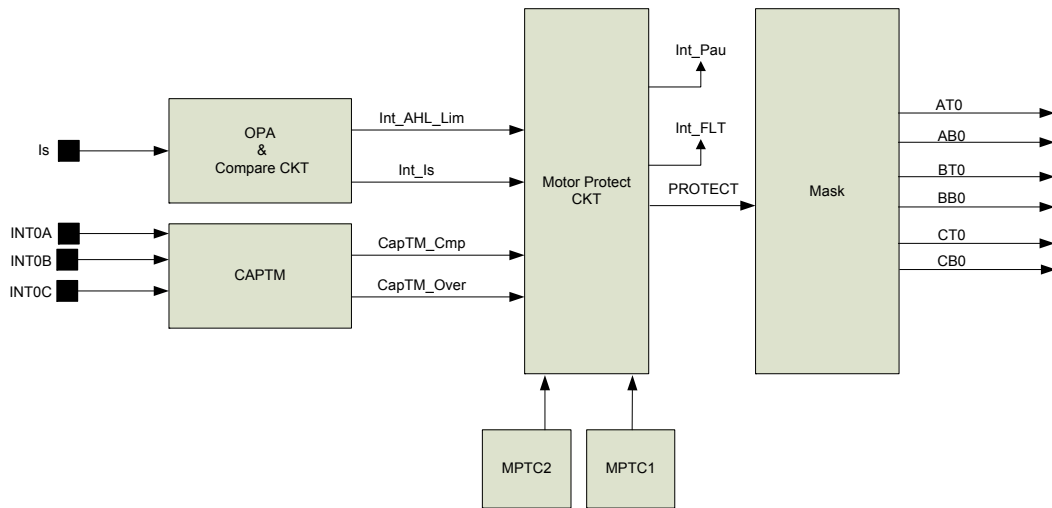 Int_Pau
Int_AHL_Lim
AT0
OPA
&
Compare CKT
Is
Int_FLT
AB0
Int_Is
Motor Protect
CKT
PROTECT
Mask
BT0
BB0
INT0A
INT0B
INT0C
CAPTM
CapTM_Cmp
CapTM_Over
CT0
CB0
MPTC2
MPTC1